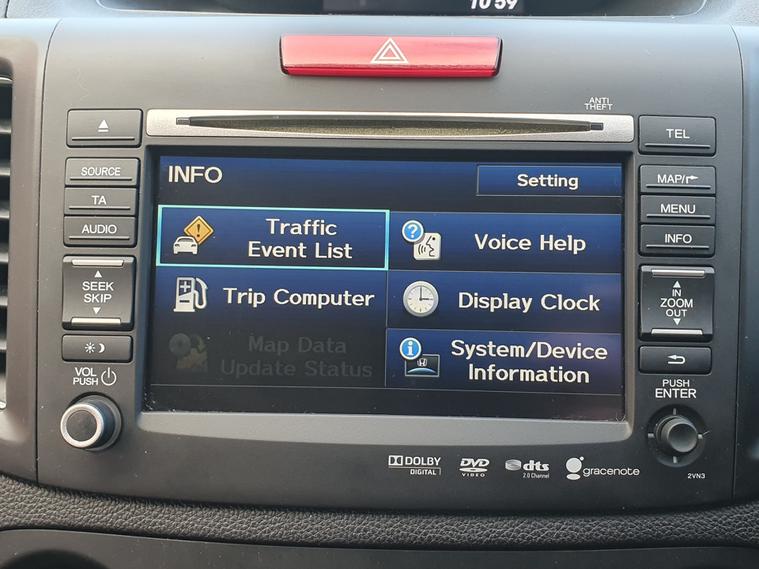 10:59
ANTI
THEFT
SOURCE
TA
AUDIO
SEEK
SKIP
VOL
PUSH
INFO
Setting
Traffic
Event List
Voice Help
Trip Computer
Display Clock
Map Data
Update Status
System/Device
Information
TEL
MAP/
MENU
INFO
IN
ZOOM
OUT
PUSH
ENTER
2VN3
DOLBY
DIGITAL
DVD
VIDEO
dts
2.0 Channel
gracenote